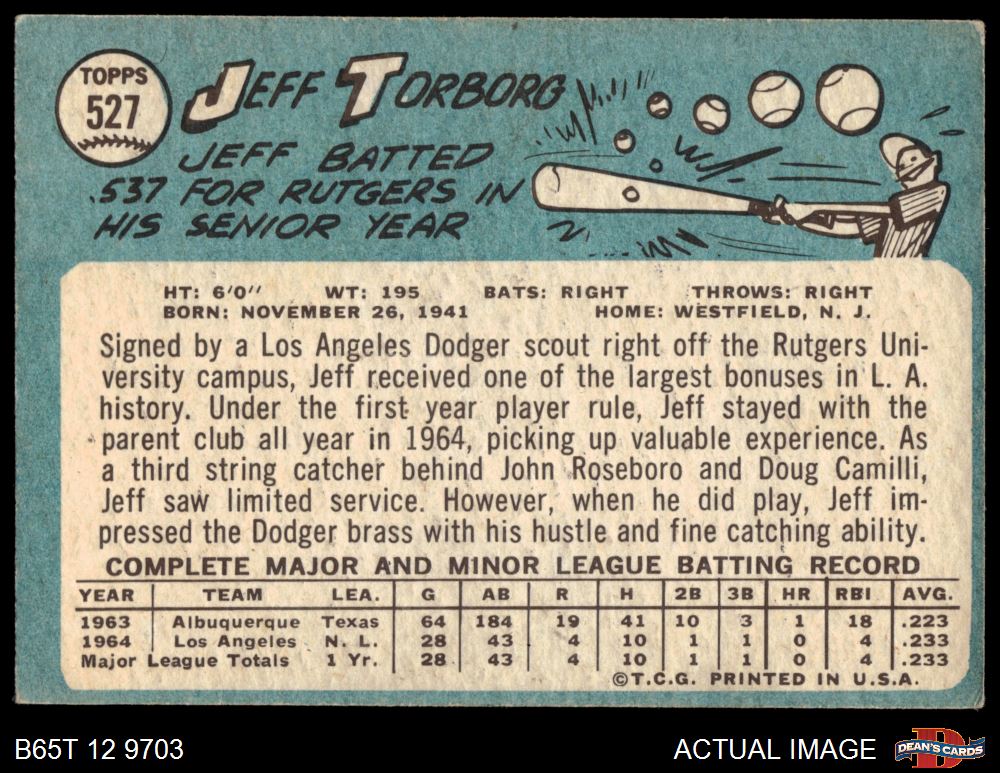 TOPPS
527
JEFF TORBORG
JEFF BATTED
.537 FOR RUTGERS IN
HIS SENIOR YEAR
HT: 6'0" WT: 195 BATS: RIGHT THROWS: RIGHT
BORN: NOVEMBER 26, 1941 HOME: WESTFIELD, N. J.
Signed by a Los Angeles Dodger scout right off the Rutgers Uni-
versity campus, Jeff received one of the largest bonuses in L. A.
history. Under the first year player rule, Jeff stayed with the
parent club all year in 1964, picking up valuable experience. As
a third string catcher behind John Roseboro and Doug Camilli,
Jeff saw limited service. However, when he did play, Jeff im-
pressed the Dodger brass with his hustle and fine catching ability.
COMPLETE MAJOR AND MINOR LEAGUE BATTING RECORD
YEAR TEAM LEA. G AB R H 2B 3B HR RBI AVG.
1963 Albuquerque Texas 64 184 19 41 10 3 1 18 .223
1964 Los Angeles N. L. 28 43 4 10 1 1 0 4 .233
Major League Totals 1 Yr. 28 43 4 10 1 1 0 4 .233
©T.C.G. PRINTED IN U.S.A.
B65T 12 9703 ACTUAL IMAGE DEAN'S CARDS